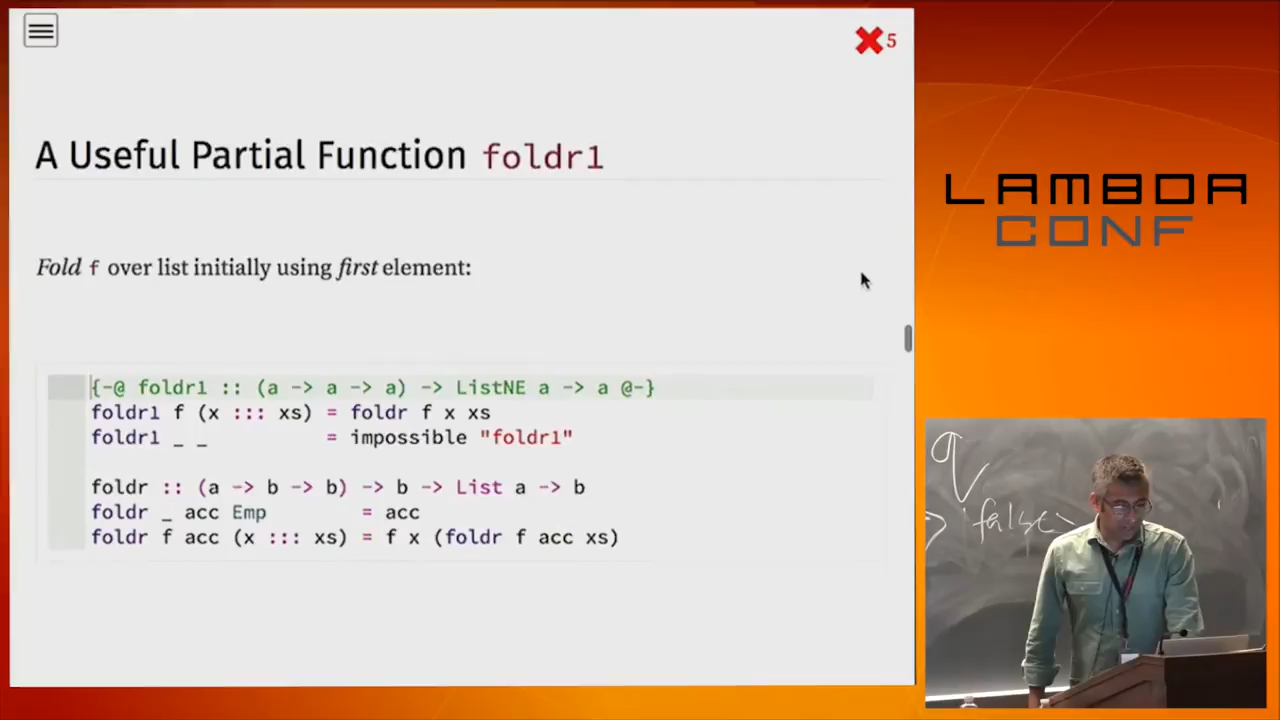 5
A Useful Partial Function foldr1
Fold f over list initially using first element:
{-@ foldr1 :: (a -> a -> a) -> ListNE a -> a @-}
foldr1 f (x ::: xs) = foldr f x xs
foldr1 _ _ = impossible "foldr1"
foldr :: (a -> b -> b) -> b -> List a -> b
foldr _ acc Emp = acc
foldr f acc (x ::: xs) = f x (foldr f acc xs)
LAMBDA
CONF
q
false